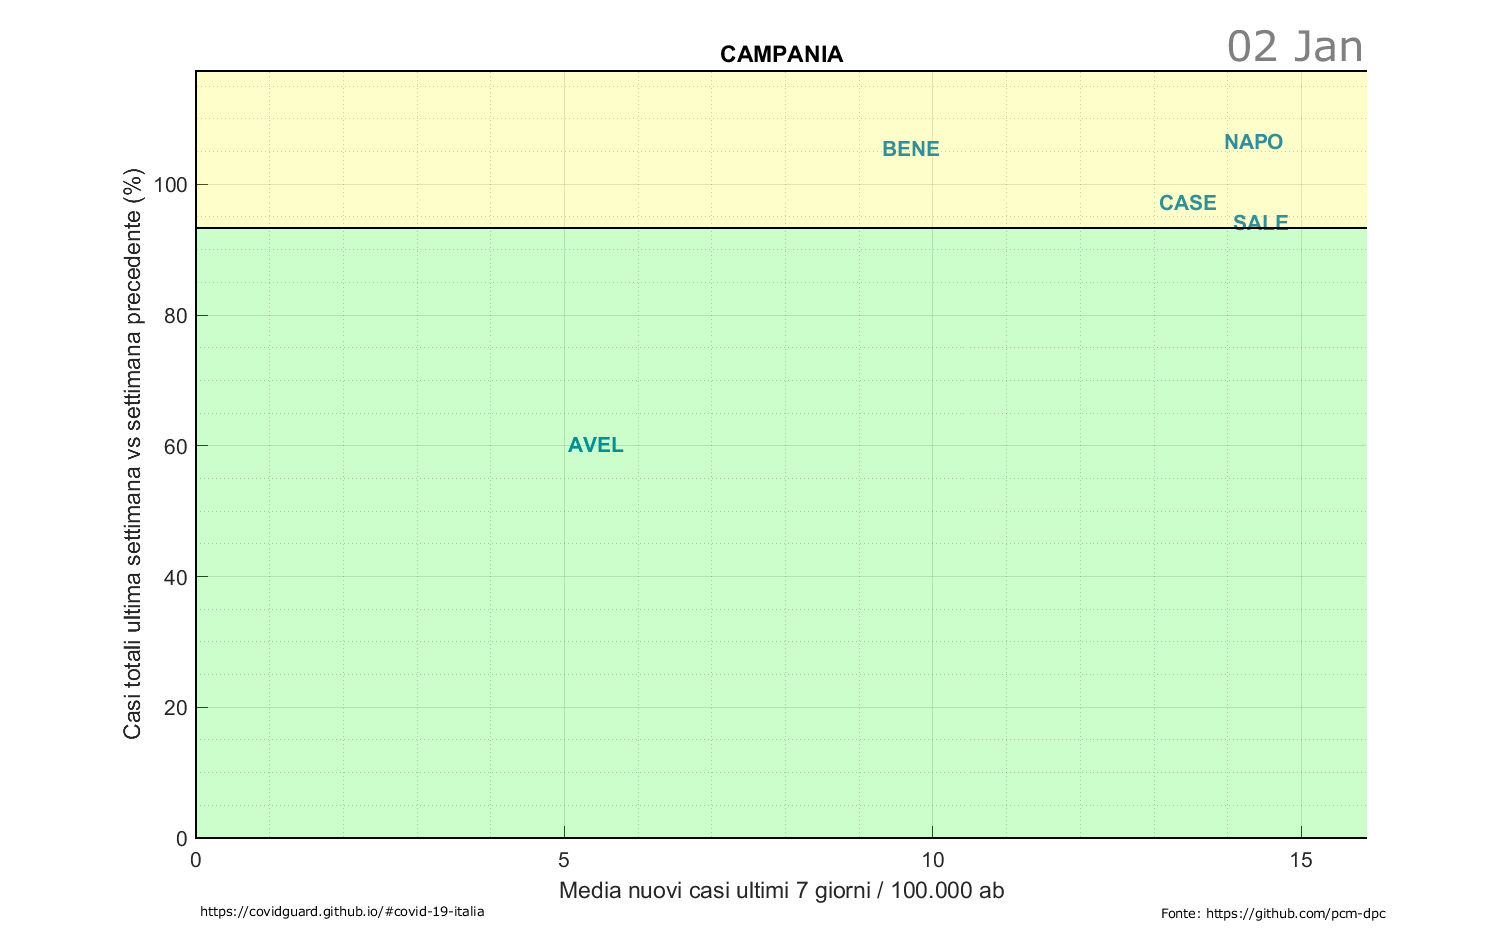 02 Jan
CAMPANIA
BENE
NAPO
CASE
SALE
AVEL
100
80
60
40
20
0
Casi totali ultima settimana vs settimana precedente (%)
0 5 10 15
Media nuovi casi ultimi 7 giorni / 100.000 ab
https://covidguard.github.io/#covid-19-italia
Fonte: https://github.com/pcm-dpc